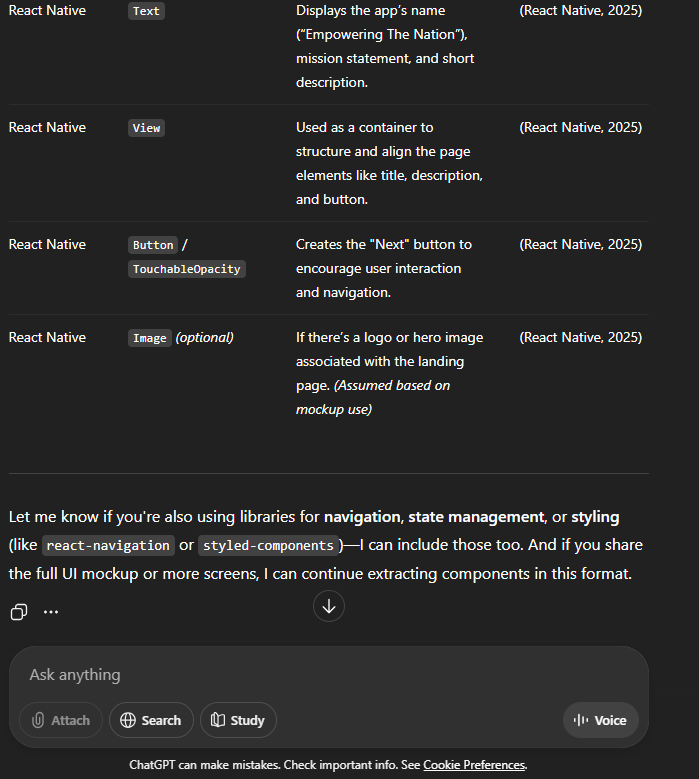 React Native Text Displays the app’s name (React Native, 2025)
(“Empowering The Nation”),
mission statement, and short
description.
React Native View Used as a container to (React Native, 2025)
structure and align the page
elements like title, description,
and button.
React Native Button / Creates the "Next" button to (React Native, 2025)
TouchableOpacity encourage user interaction
and navigation.
React Native Image (optional) If there’s a logo or hero image (React Native, 2025)
associated with the landing
page. (Assumed based on
mockup use)
Let me know if you're also using libraries for navigation, state management, or styling
(like react-navigation or styled-components)—I can include those too. And if you share
the full UI mockup or more screens, I can continue extracting components in this format.
Ask anything
Attach Search Study Voice
ChatGPT can make mistakes. Check important info. See Cookie Preferences.